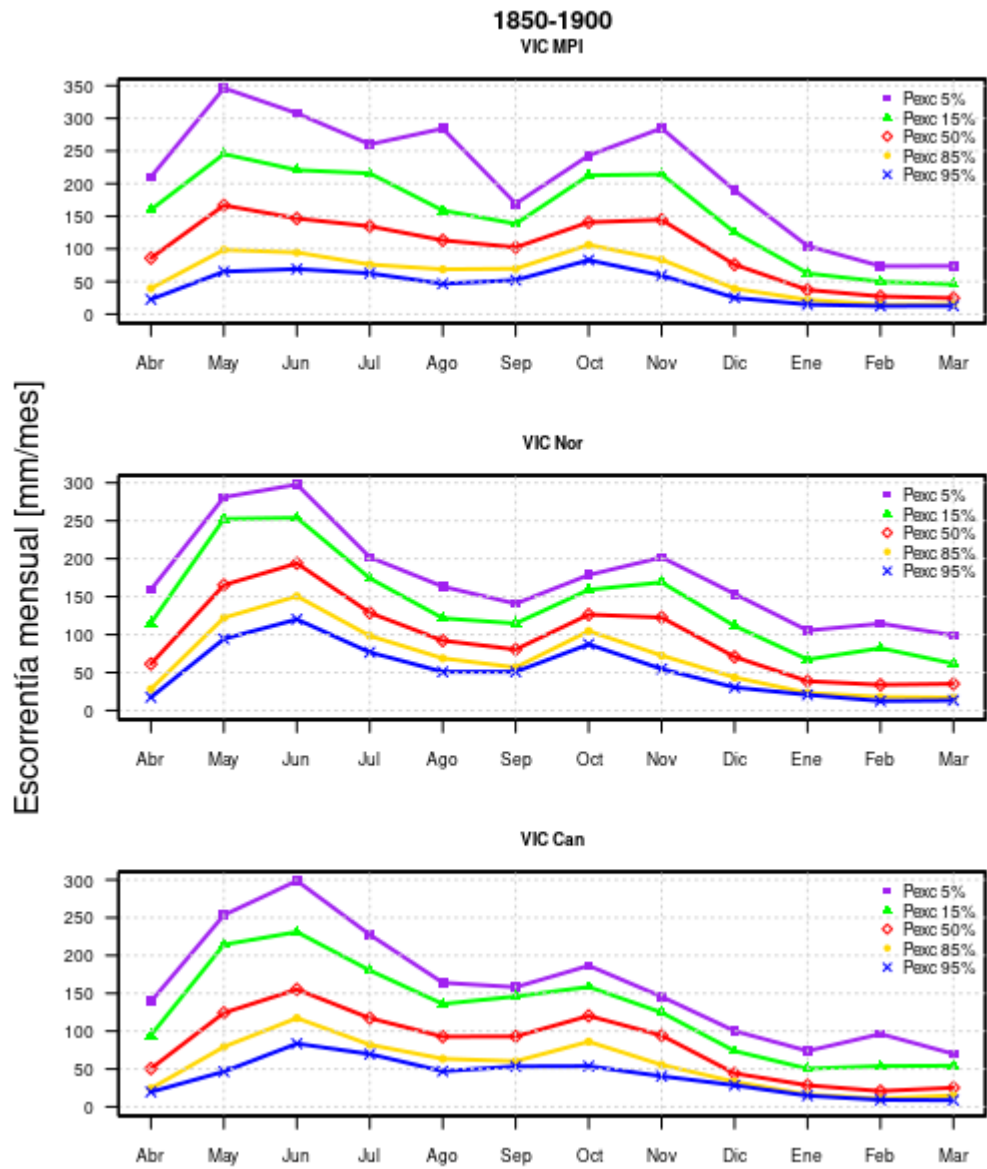 1850-1900
VIC MPI
Escorrentía mensual [mm/mes]
350
300
250
200
150
100
50
0
Pexc 5%
Pexc 15%
Pexc 50%
Pexc 85%
Pexc 95%
Abr May Jun Jul Ago Sep Oct Nov Dic Ene Feb Mar
VIC Nor
300
250
200
150
100
50
0
Pexc 5%
Pexc 15%
Pexc 50%
Pexc 85%
Pexc 95%
Abr May Jun Jul Ago Sep Oct Nov Dic Ene Feb Mar
VIC Can
300
250
200
150
100
50
0
Pexc 5%
Pexc 15%
Pexc 50%
Pexc 85%
Pexc 95%
Abr May Jun Jul Ago Sep Oct Nov Dic Ene Feb Mar